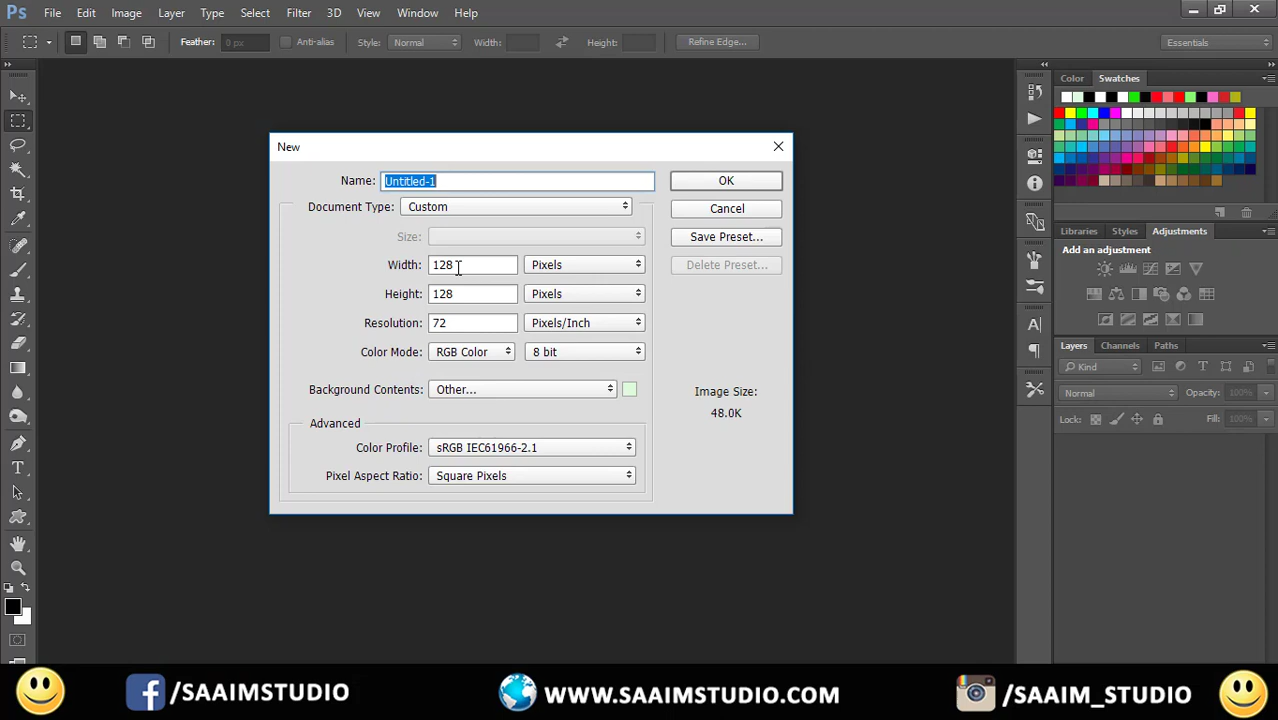 Ps File Edit Image Layer Type Select Filter 3D View Window Help
Feather: 0 px Anti-alias Style: Normal Width: Height: Refine Edge... Essentials
Color Swatches
New
Name: Untitled-1 OK
Document Type: Custom Cancel
Size: Save Preset...
Width: 128 Pixels Delete Preset...
Height: 128 Pixels
Resolution: 72 Pixels/Inch
Color Mode: RGB Color 8 bit
Background Contents: Other... Image Size:
48.0K
Advanced
Color Profile: sRGB IEC61966-2.1
Pixel Aspect Ratio: Square Pixels
Libraries Styles Adjustments
Add an adjustment
Layers Channels Paths
Kind
Normal Opacity: 100%
Lock: Fill: 100%
/SAAIMSTUDIO WWW.SAAIMSTUDIO.COM /SAAIM_STUDIO